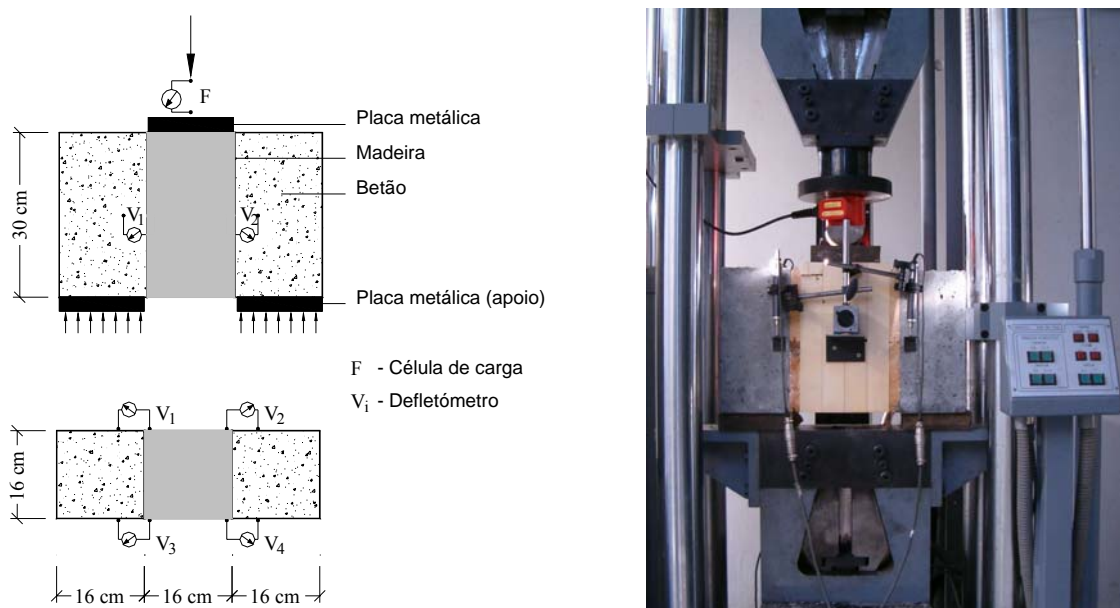 F
Placa metálica
Madeira
Betão
V1
V2
30 cm
Placa metálica (apoio)
F - Célula de carga
Vi - Defletómetro
V1
V2
16 cm
V3
V4
16 cm
16 cm
16 cm